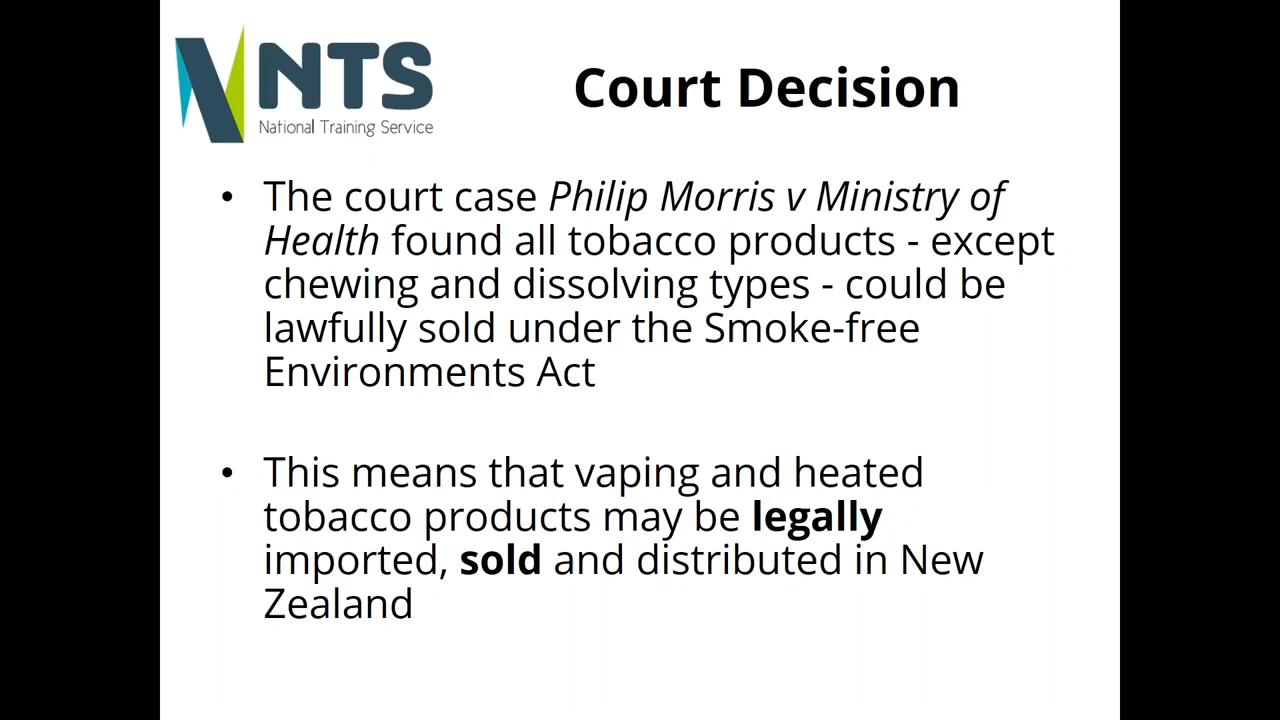 NTS
National Training Service
Court Decision
• The court case Philip Morris v Ministry of
Health found all tobacco products - except
chewing and dissolving types - could be
lawfully sold under the Smoke-free
Environments Act
• This means that vaping and heated
tobacco products may be legally
imported, sold and distributed in New
Zealand